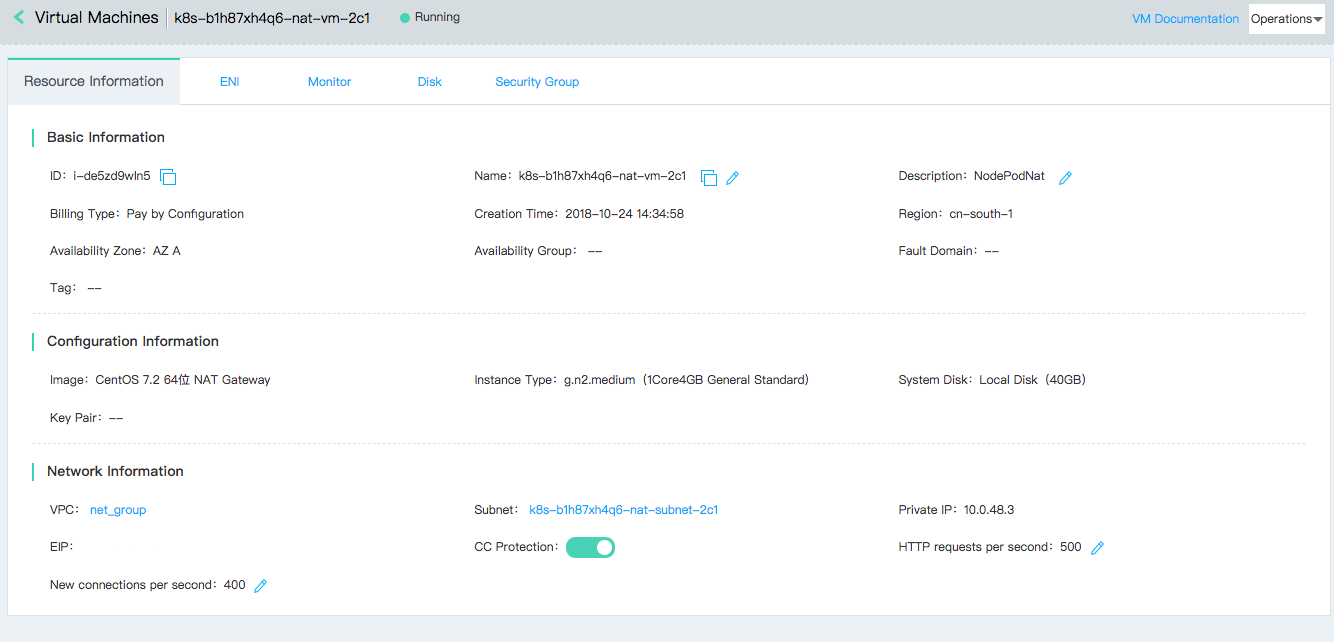 Virtual Machines k8s-b1h87xh4q6-nat-vm-2c1 Running VM Documentation Operations
Resource Information ENI Monitor Disk Security Group
Basic Information
ID: i-de5zd9wln5 Name: k8s-b1h87xh4q6-nat-vm-2c1 Description: NodePodNat
Billing Type: Pay by Configuration Creation Time: 2018-10-24 14:34:58 Region: cn-south-1
Availability Zone: AZ A Availability Group: -- Fault Domain: --
Tag: --
Configuration Information
Image: CentOS 7.2 64位 NAT Gateway Instance Type: g.n2.medium (1Core4GB General Standard) System Disk: Local Disk (40GB)
Key Pair: --
Network Information
VPC: net_group Subnet: k8s-b1h87xh4q6-nat-subnet-2c1 Private IP: 10.0.48.3
EIP: CC Protection: HTTP requests per second: 500
New connections per second: 400